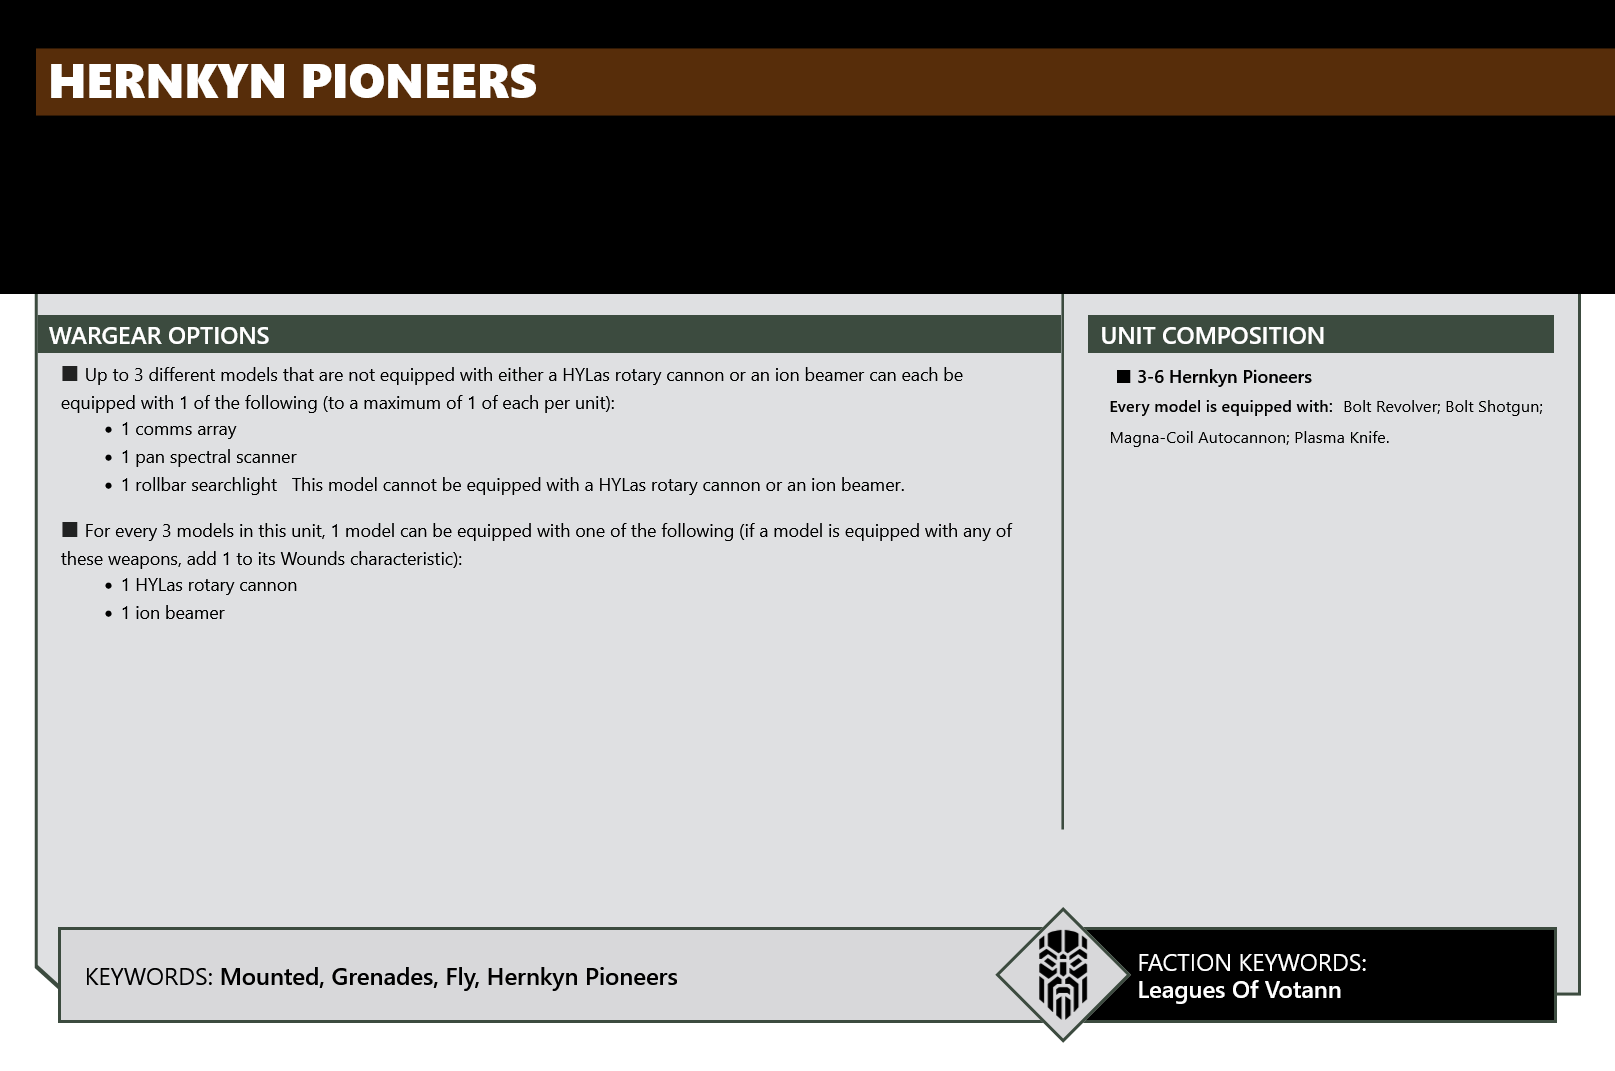 HERNKYN PIONEERS
WARGEAR OPTIONS
■ Up to 3 different models that are not equipped with either a HYLas rotary cannon or an ion beamer can each be
equipped with 1 of the following (to a maximum of 1 of each per unit):
• 1 comms array
• 1 pan spectral scanner
• 1 rollbar searchlight This model cannot be equipped with a HYLas rotary cannon or an ion beamer.
■ For every 3 models in this unit, 1 model can be equipped with one of the following (if a model is equipped with any of
these weapons, add 1 to its Wounds characteristic):
• 1 HYLas rotary cannon
• 1 ion beamer
UNIT COMPOSITION
■ 3-6 Hernkyn Pioneers
Every model is equipped with: Bolt Revolver; Bolt Shotgun;
Magna-Coil Autocannon; Plasma Knife.
KEYWORDS: Mounted, Grenades, Fly, Hernkyn Pioneers
FACTION KEYWORDS:
Leagues Of Votann